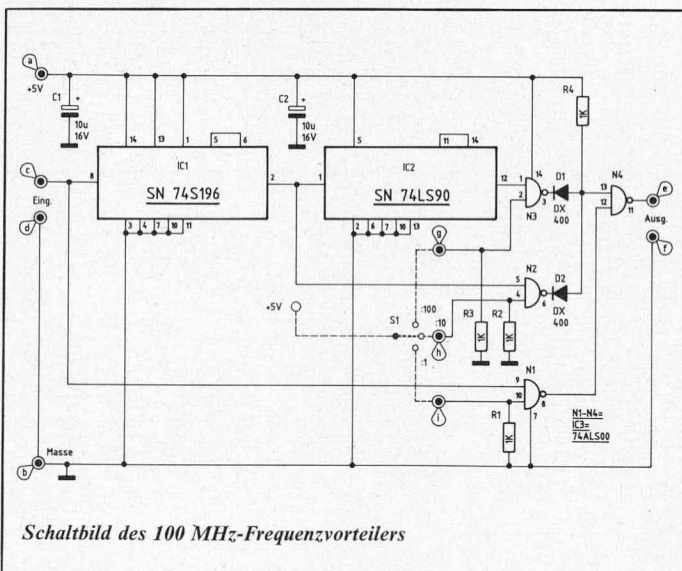 a
+5V
C1
+
10u
16V
C2
+
10u
16V
R4
1K
14
13
1
5
6
5
11
14
IC1
SN 74S196
IC2
SN 74LS90
c
8
2
1
12
1
2
14
3
N3
D1
DX
400
13
12
N4
11
e
Eing.
d
Ausg.
f
3
4
7
10
11
2
6
7
10
13
g
+5V
:100
S1
:10
h
:1
i
R3
1K
R2
1K
5
4
N2
6
D2
DX
400
9
10
N1
8
7
R1
1K
N1-N4=
IC3=
74ALS00
Masse
b
Schaltbild des 100 MHz-Frequenzvorteilers